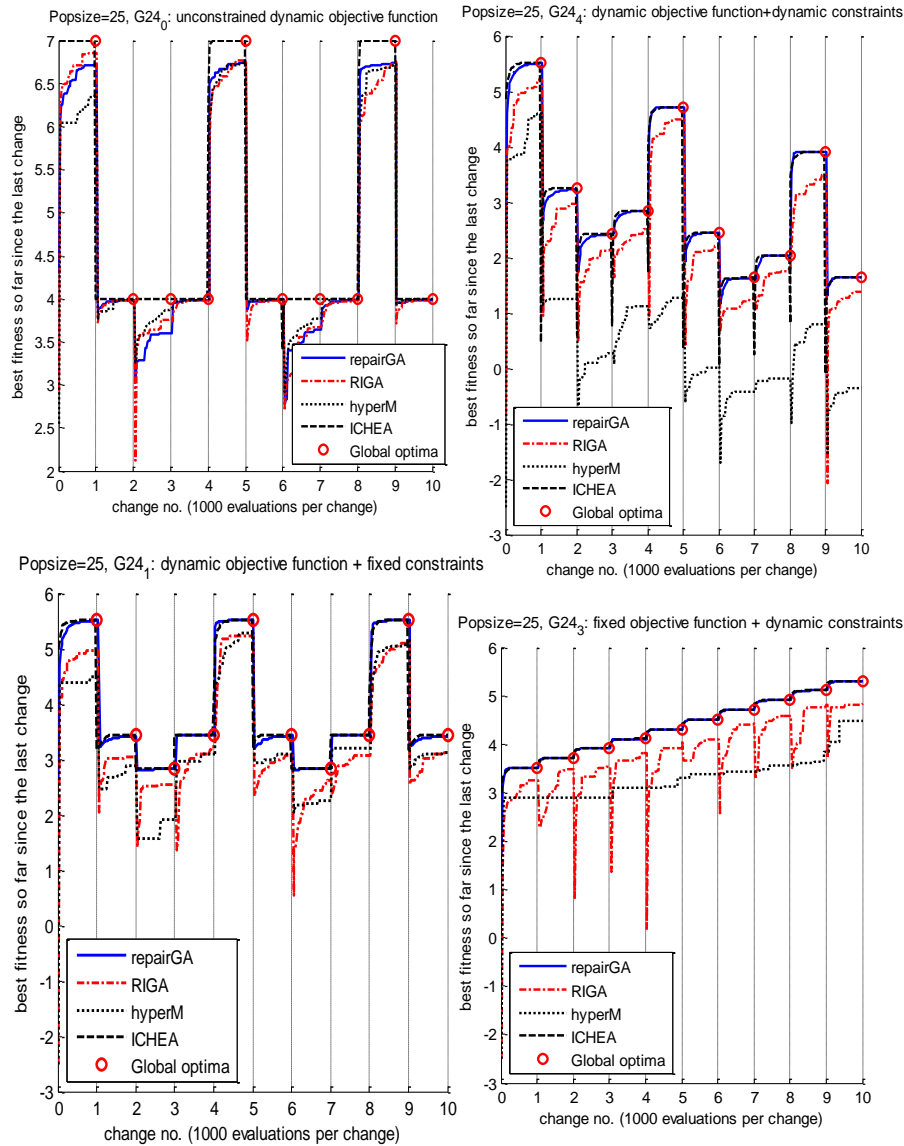 Popsize=25, G24₀: unconstrained dynamic objective function
7
6.5
6
5.5
5
4.5
4
3.5
3
2.5
2
best fitness so far since the last change
repairGA
RIGA
hyperM
ICHEA
Global optima
0 1 2 3 4 5 6 7 8 9 10
change no. (1000 evaluations per change)
Popsize=25, G24₄: dynamic objective function+dynamic constraints
6
5
4
3
2
1
0
-1
-2
-3
best fitness so far since the last change
repairGA
RIGA
hyperM
ICHEA
Global optima
0 1 2 3 4 5 6 7 8 9 10
change no. (1000 evaluations per change)
Popsize=25, G24₁: dynamic objective function + fixed constraints
6
5
4
3
2
1
0
-1
-2
-3
best fitness so far since the last change
repairGA
RIGA
hyperM
ICHEA
Global optima
0 1 2 3 4 5 6 7 8 9 10
change no. (1000 evaluations per change)
Popsize=25, G24₃: fixed objective function + dynamic constraints
6
5
4
3
2
1
0
-1
-2
-3
best fitness so far since the last change
repairGA
RIGA
hyperM
ICHEA
Global optima
0 1 2 3 4 5 6 7 8 9 10
change no. (1000 evaluations per change)